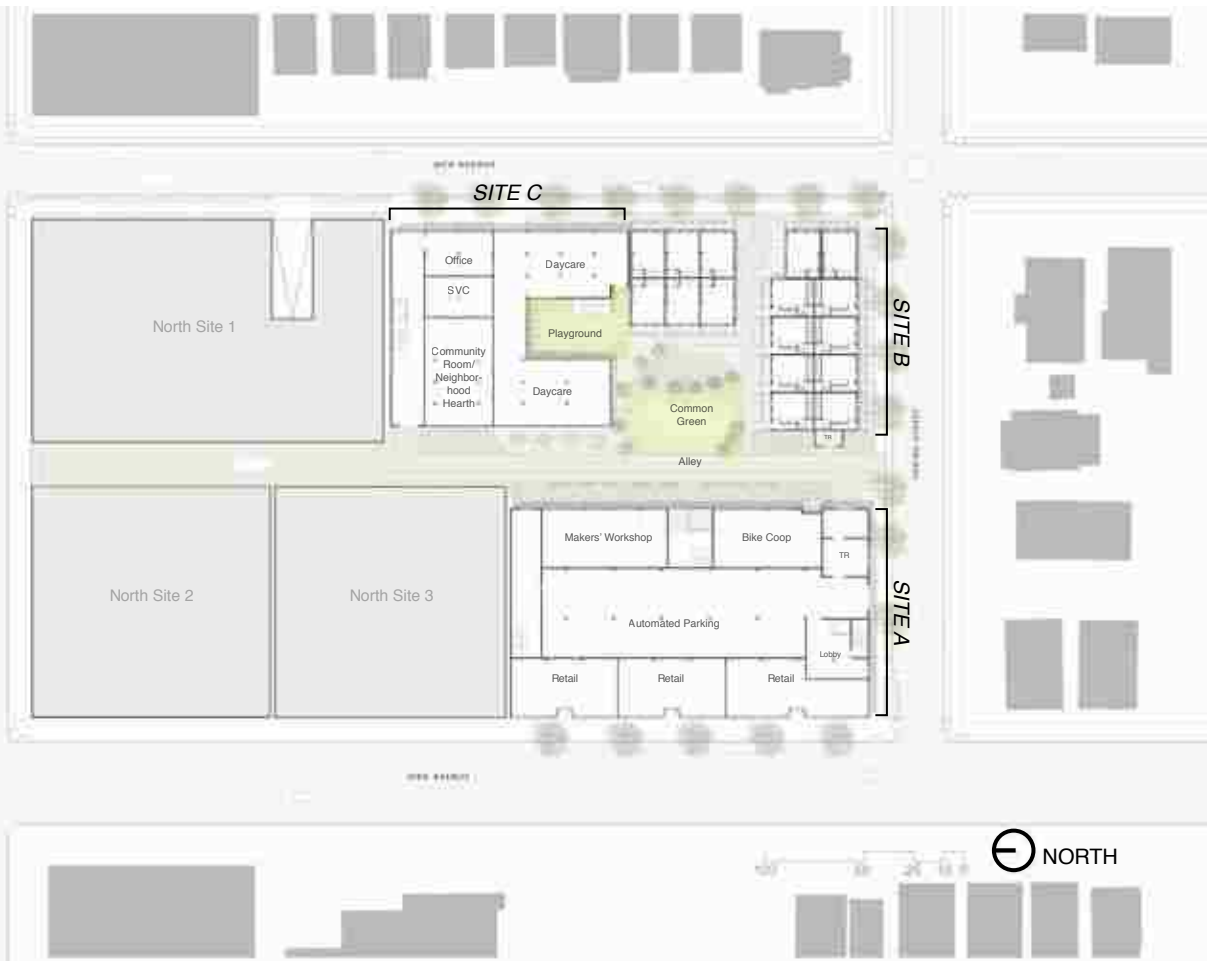 SITE C
Office
Daycare
SVC
North Site 1
Playground
SITE B
Community
Room/
Neighbor-
hood
Hearth
Daycare
Common
Green
TR
Alley
Makers' Workshop
Bike Coop
TR
SITE A
North Site 2
North Site 3
Automated Parking
Lobby
Retail
Retail
Retail
NORTH